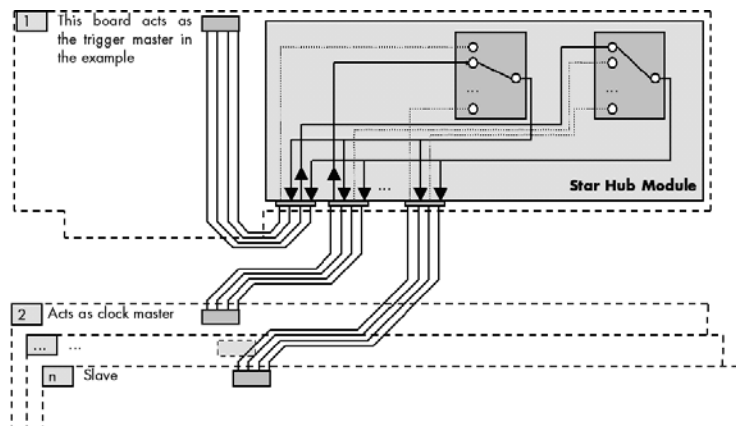 1 This board acts as
the trigger master in
the example
...
...
...
Star Hub Module
2 Acts as clock master
... ...
n Slave